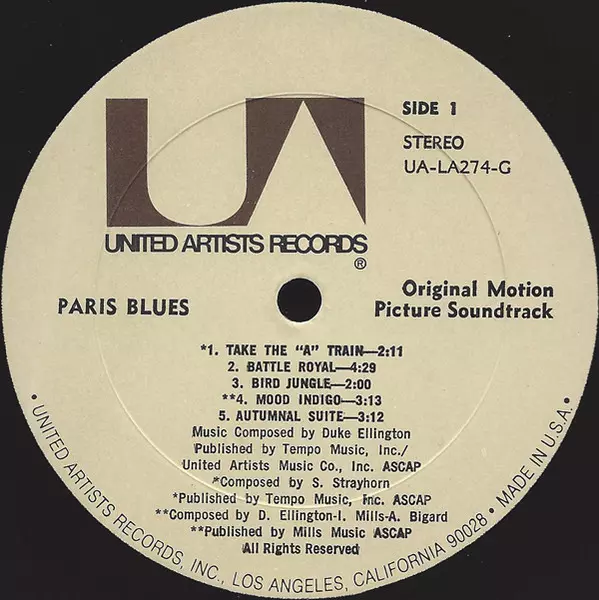 UA
UNITED ARTISTS RECORDS
®
SIDE 1
STEREO
UA-LA274-G
PARIS BLUES
Original Motion
Picture Soundtrack
*1. TAKE THE "A" TRAIN—2:11
2. BATTLE ROYAL—4:29
3. BIRD JUNGLE—2:00
**4. MOOD INDIGO—3:13
5. AUTUMNAL SUITE—3:12
Music Composed by Duke Ellington
Published by Tempo Music, Inc./
United Artists Music Co., Inc. ASCAP
*Composed by S. Strayhorn
*Published by Tempo Music, Inc. ASCAP
**Composed by D. Ellington-I. Mills-A. Bigard
**Published by Mills Music ASCAP
All Rights Reserved
• UNITED ARTISTS RECORDS, INC., LOS ANGELES, CALIFORNIA 90028 • MADE IN U.S.A. •